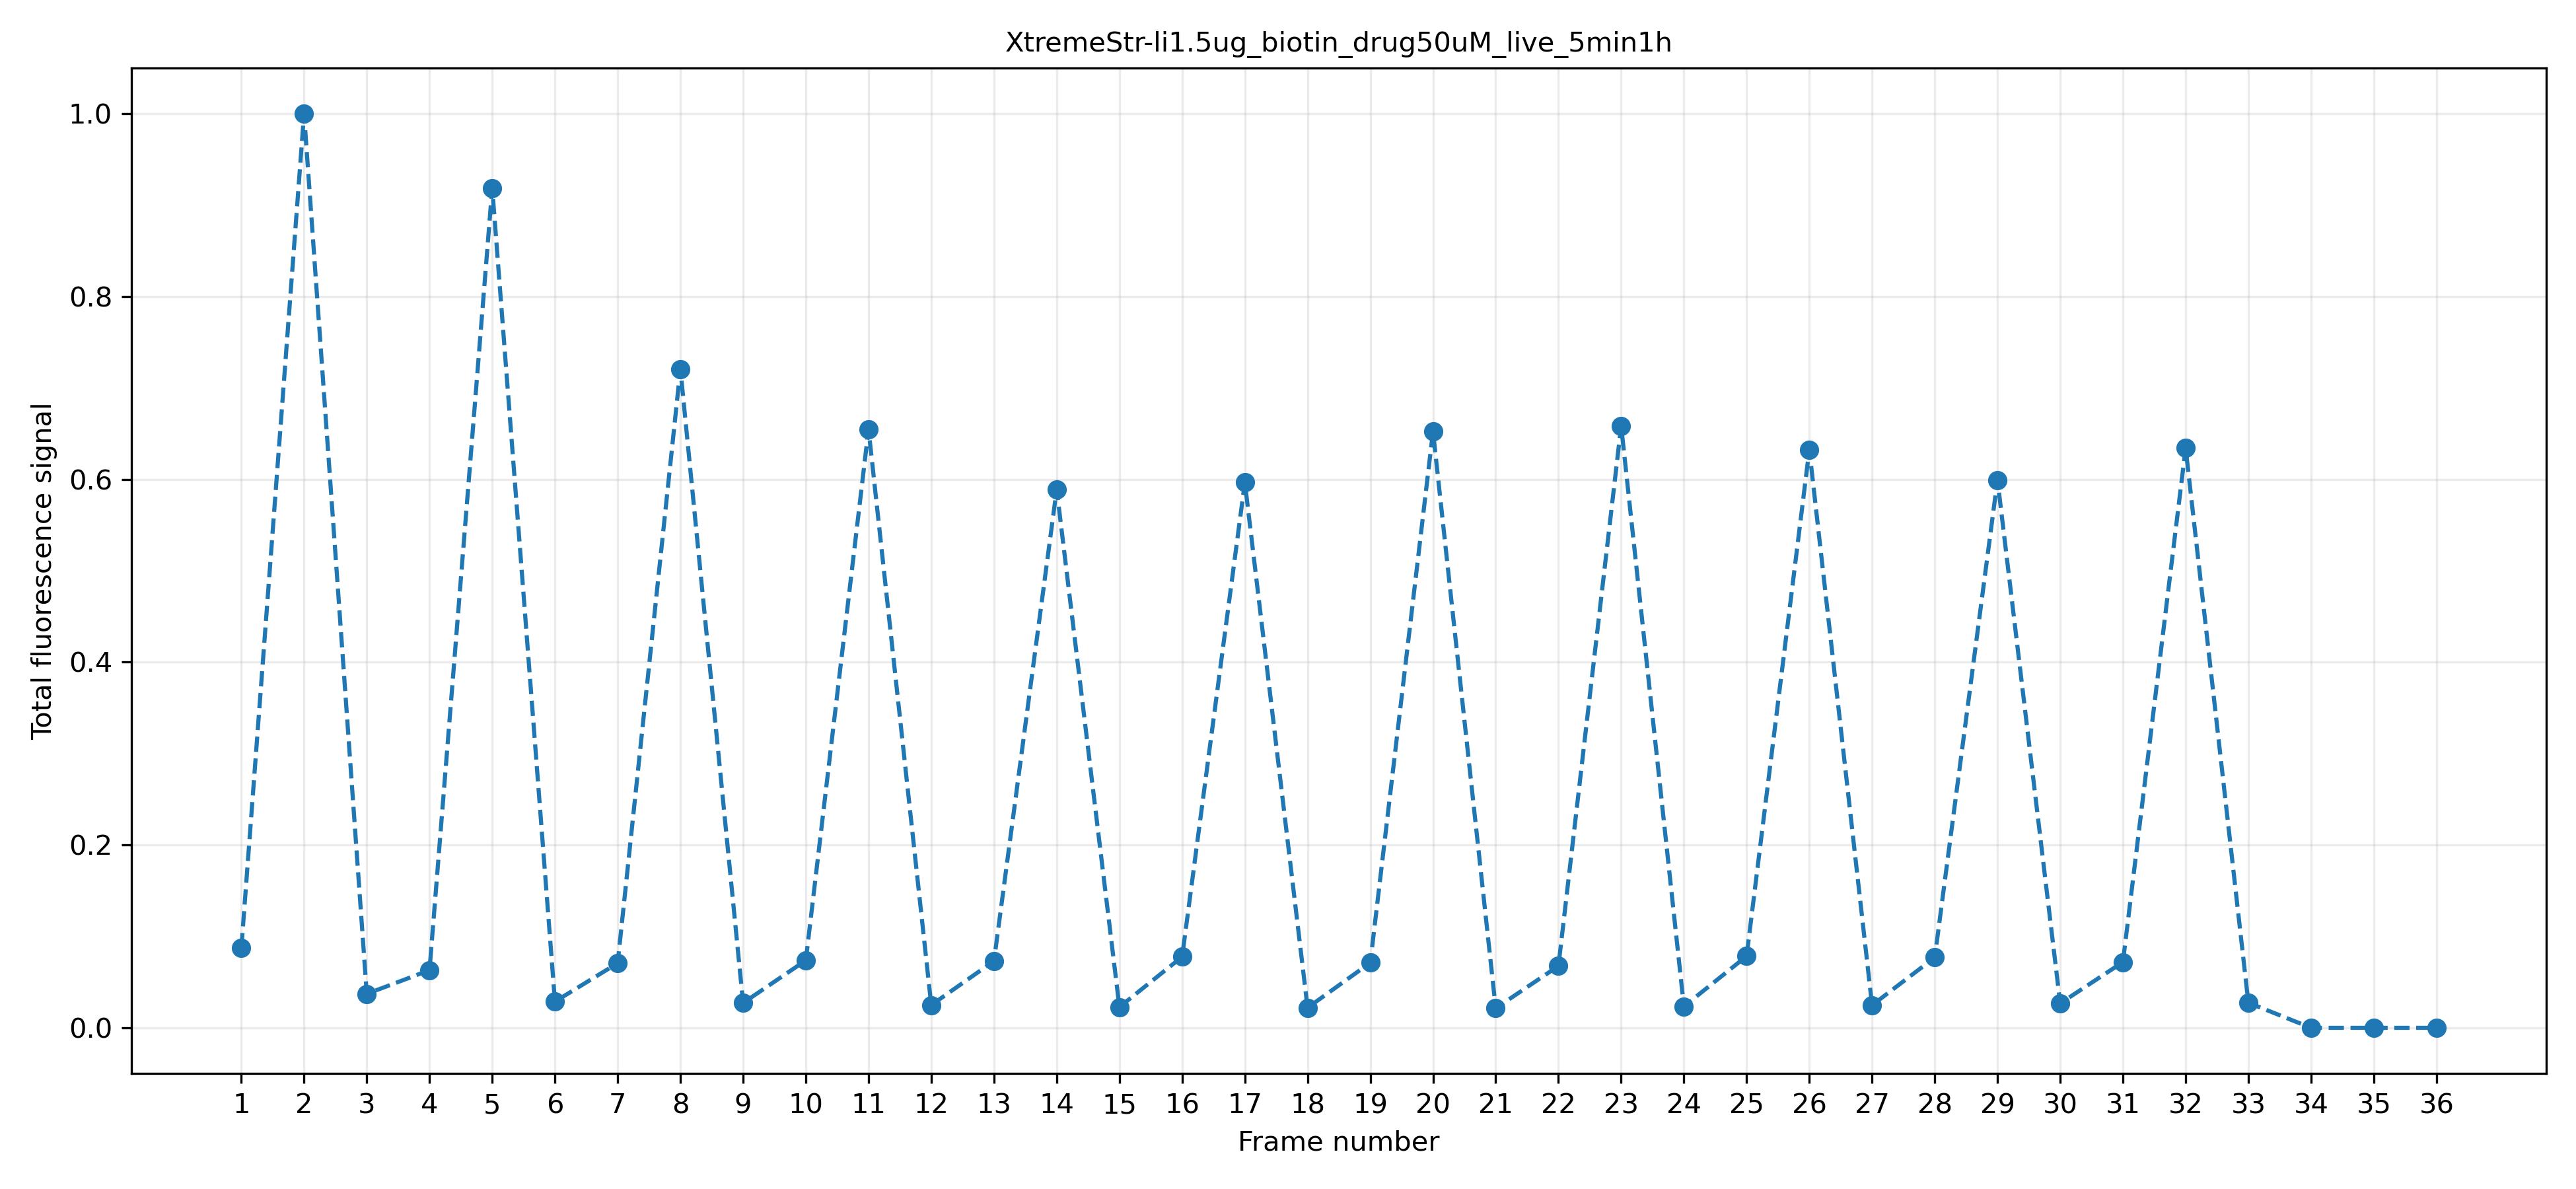 XtremeStr-li1.5ug_biotin_drug50uM_live_5min1h
Total fluorescence signal
1.0
0.8
0.6
0.4
0.2
0.0
1 2 3 4 5 6 7 8 9 10 11 12 13 14 15 16 17 18 19 20 21 22 23 24 25 26 27 28 29 30 31 32 33 34 35 36
Frame number